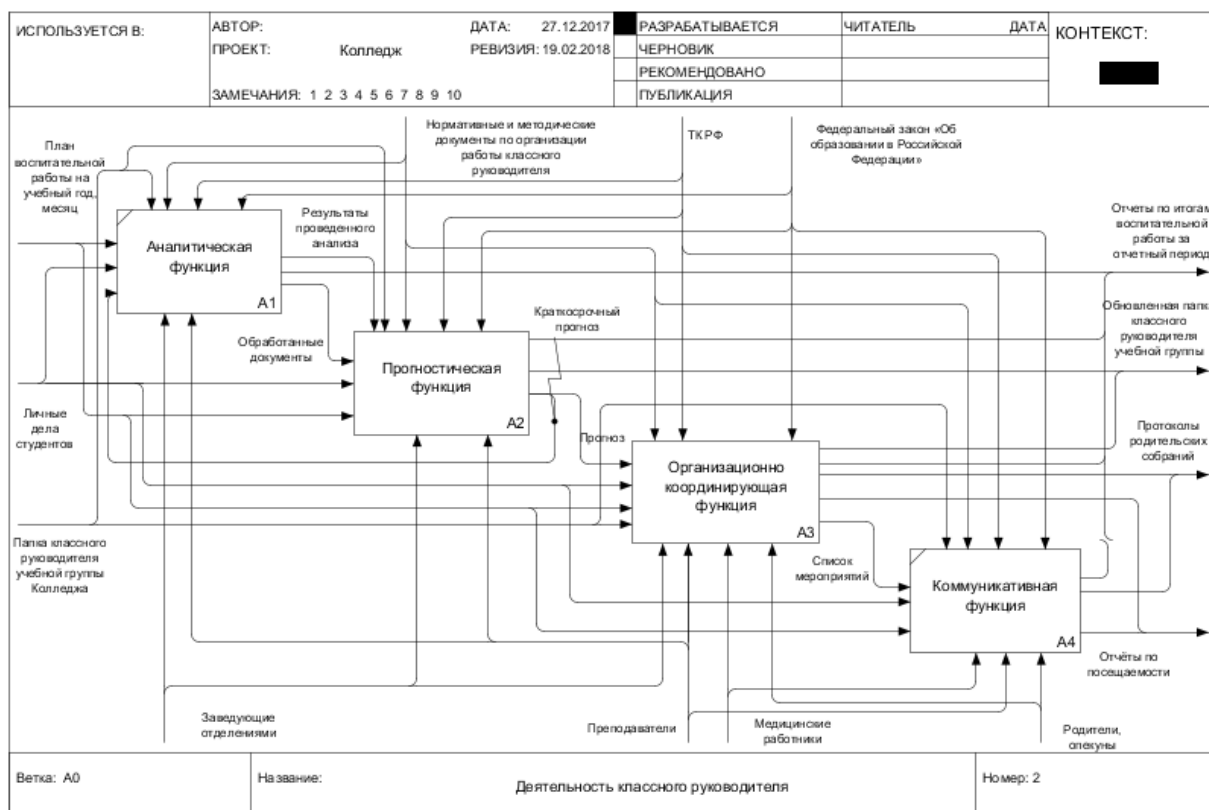 ИСПОЛЬЗУЕТСЯ В:
АВТОР:
ДАТА: 27.12.2017
ПРОЕКТ: Колледж
РЕВИЗИЯ: 19.02.2018
ЗАМЕЧАНИЯ: 1 2 3 4 5 6 7 8 9 10
РАЗРАБАТЫВАЕТСЯ
ЧЕРНОВИК
РЕКОМЕНДОВАНО
ПУБЛИКАЦИЯ
ЧИТАТЕЛЬ
ДАТА
КОНТЕКСТ:
План
воспитательной
работы на
учебный год,
месяц
Нормативные и методические
документы по организации
работы классного
руководителя
ТКРФ
Федеральный закон «Об
образовании в Российской
Федерации»
Аналитическая
функция
A1
Результаты
проведенного
анализа
Отчеты по итогам
воспитательной
работы за
отчетный период
Обработанные
документы
Краткосрочный
прогноз
Обновленная папка
классного
руководителя
учебной группы
Прогностическая
функция
A2
Личные
дела
студентов
Прогноз
Протоколы
родительских
собраний
Организационно
координирующая
функция
A3
Папка классного
руководителя
учебной группы
Колледжа
Список
мероприятий
Коммуникативная
функция
A4
Отчёты по
посещаемости
Заведующие
отделениями
Преподаватели
Медицинские
работники
Родители,
опекуны
Ветка: A0
Название:
Деятельность классного руководителя
Номер: 2